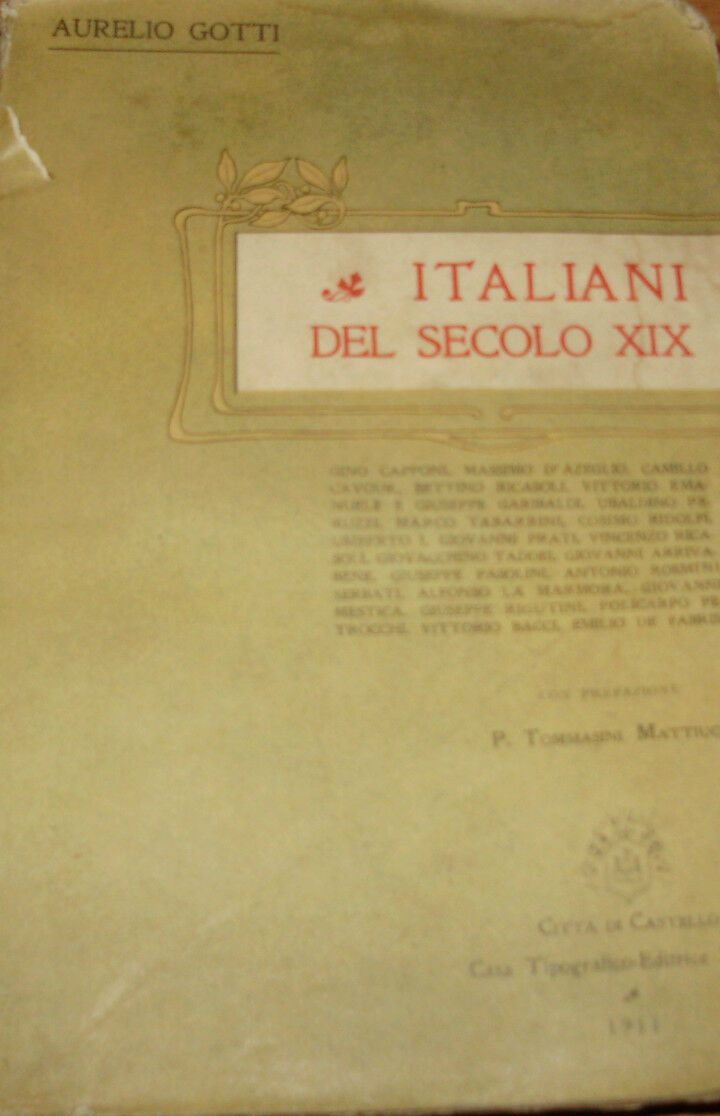 AURELIO GOTTI
ITALIANI
DEL SECOLO XIX
GINO CAPPONI, MASSIMO D'AZEGLIO, CAMILLO
CAVOUR, BETTINO RICASOLI, VITTORIO EMA-
NUELE E GIUSEPPE GARIBALDI, UBALDINO PE-
RUZZI, MARCO TABARRINI, COSIMO RIDOLFI,
UMBERTO I, GIOVANNI PRATI, VINCENZO RICA-
SOLI, GIOVACCHINO TADDEI, GIOVANNI ARRIVA-
BENE, GIUSEPPE PASOLINI, ANTONIO ROSMINI
SERBATI, ALFONSO LA MARMORA, GIOVANNI
MESTICA, GIUSEPPE RIGUTINI, POLICARPO PE
TROCCHI, VITTORIO BACCI, EMILIO DE FABRIS
CON PREFAZIONE
P. TOMMASINI MATTIUC
CITTÀ DI CASTELLO
Casa Tipografico-Editrice
1911